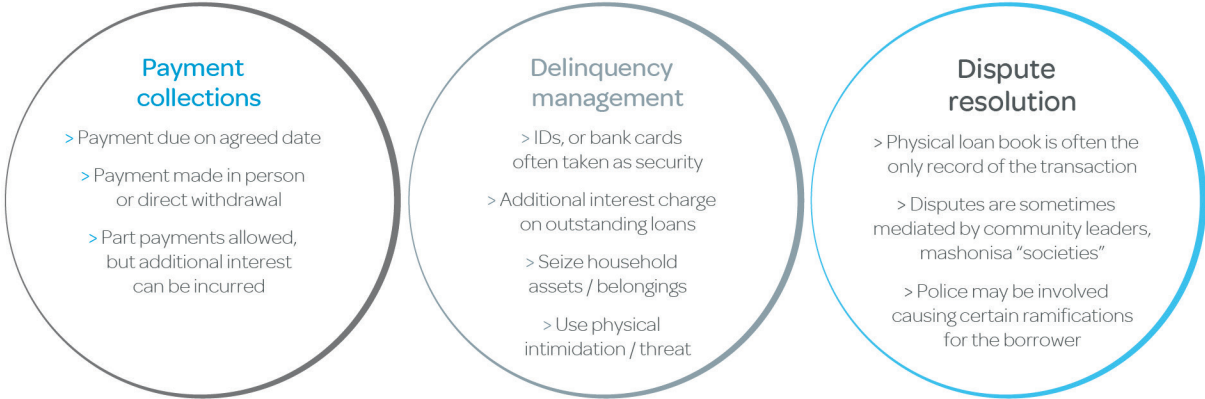 Payment
collections
> Payment due on agreed date
> Payment made in person
or direct withdrawal
> Part payments allowed,
but additional interest
can be incurred
Delinquency
management
> IDs, or bank cards
often taken as security
> Additional interest charge
on outstanding loans
> Seize household
assets / belongings
> Use physical
intimidation / threat
Dispute
resolution
> Physical loan book is often the
only record of the transaction
> Disputes are sometimes
mediated by community leaders,
mashonisa “societies”
> Police may be involved
causing certain ramifications
for the borrower